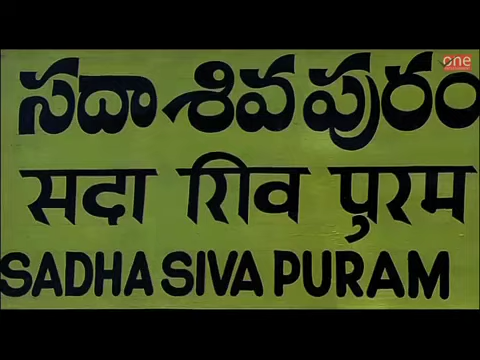 one
సదా శివ పురం
सदा शिव पुरम
SADHA SIVA PURAM